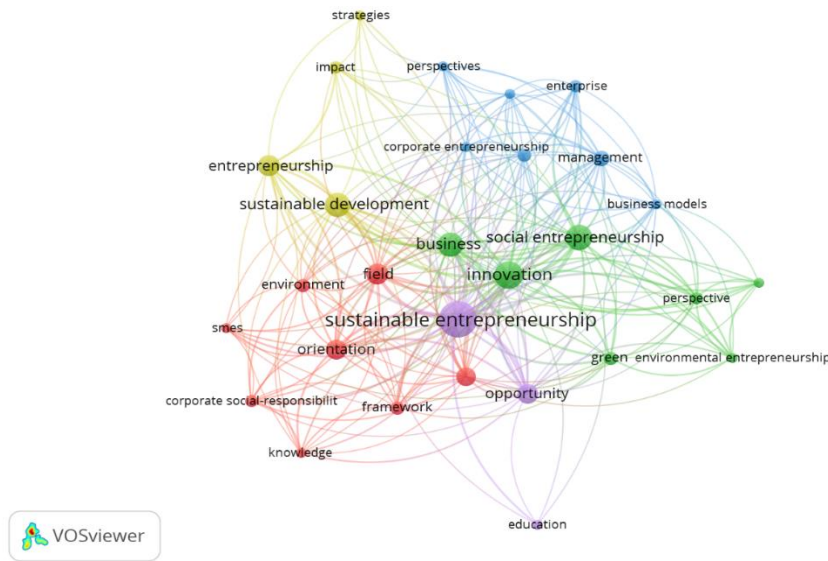 strategies
impact
perspectives
enterprise
corporate entrepreneurship
management
entrepreneurship
sustainable development
business models
business
social entrepreneurship
field
innovation
environment
perspective
sustainable entrepreneurship
smes
orientation
green
environmental entrepreneurship
corporate social-responsibilit
framework
opportunity
knowledge
education
VOSviewer